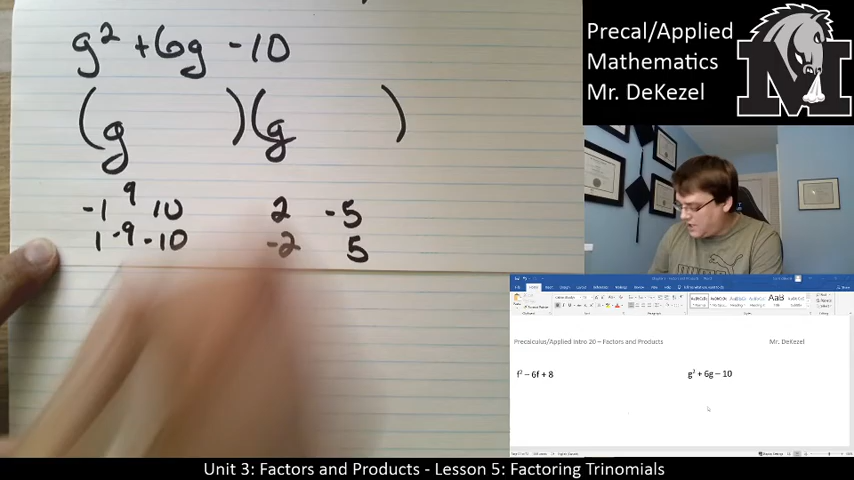 g² + 6g - 10
(g )(g )
-1 9 10 2 -5
1 -9 -10 -2 5
Precal/Applied
Mathematics
Mr. DeKezel
M
Precalculus/Applied Intro 20 – Factors and Products Mr. DeKezel
f² – 6f + 8 g² + 6g – 10
Unit 3: Factors and Products - Lesson 5: Factoring Trinomials